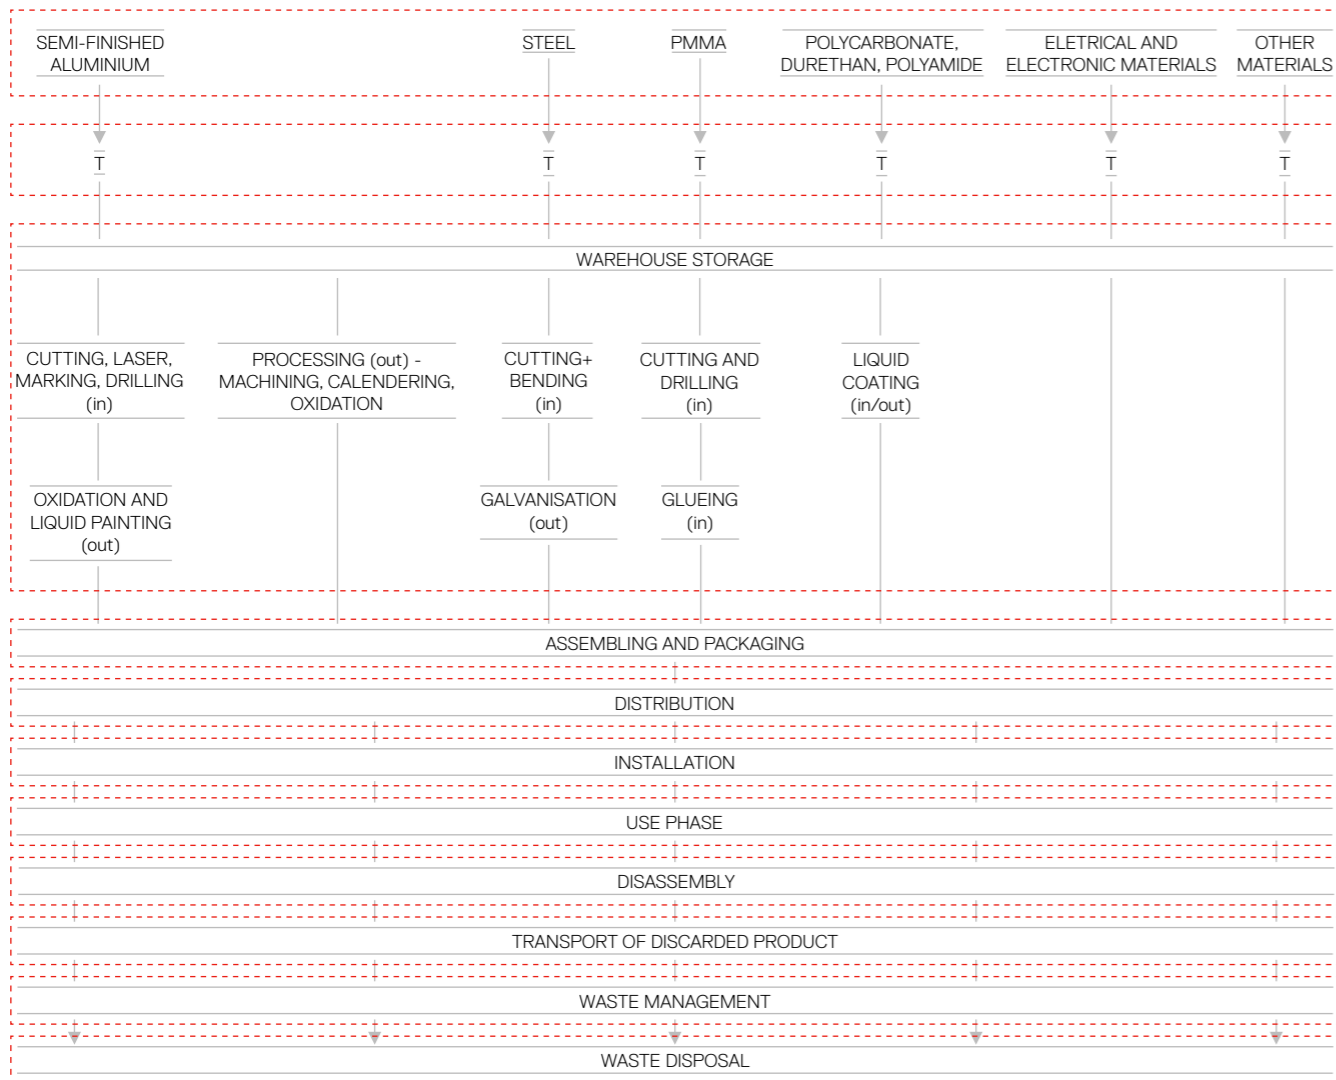 SEMI-FINISHED
ALUMINIUM
STEEL
PMMA
POLYCARBONATE,
DURETHAN, POLYAMIDE
ELETRICAL AND
ELECTRONIC MATERIALS
OTHER
MATERIALS
T
T
T
T
T
T
WAREHOUSE STORAGE
CUTTING, LASER,
MARKING, DRILLING
(in)
PROCESSING (out) -
MACHINING, CALENDERING,
OXIDATION
CUTTING+
BENDING
(in)
CUTTING AND
DRILLING
(in)
LIQUID
COATING
(in/out)
OXIDATION AND
LIQUID PAINTING
(out)
GALVANISATION
(out)
GLUEING
(in)
ASSEMBLING AND PACKAGING
DISTRIBUTION
INSTALLATION
USE PHASE
DISASSEMBLY
TRANSPORT OF DISCARDED PRODUCT
WASTE MANAGEMENT
WASTE DISPOSAL